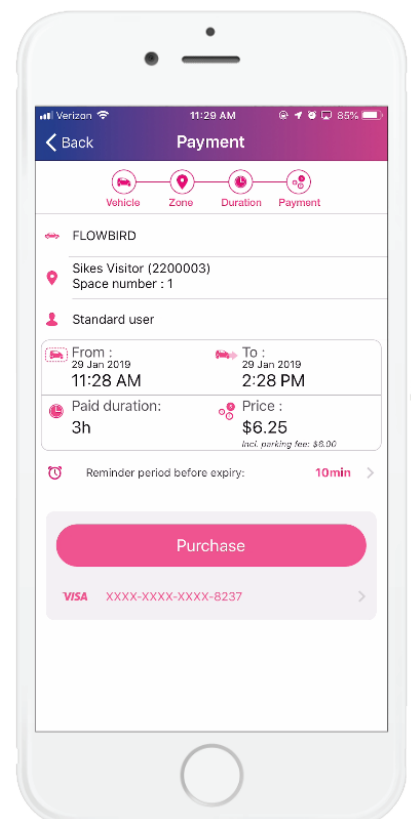 Verizon 11:29 AM 85%
Back Payment
Vehicle Zone Duration Payment
FLOWBIRD
Sikes Visitor (2200003)
Space number : 1
Standard user
From : To :
29 Jan 2019 29 Jan 2019
11:28 AM 2:28 PM
Paid duration: Price :
3h $6.25
Incl. parking fee: $6.00
Reminder period before expiry: 10min
Purchase
VISA XXXX-XXXX-XXXX-8237